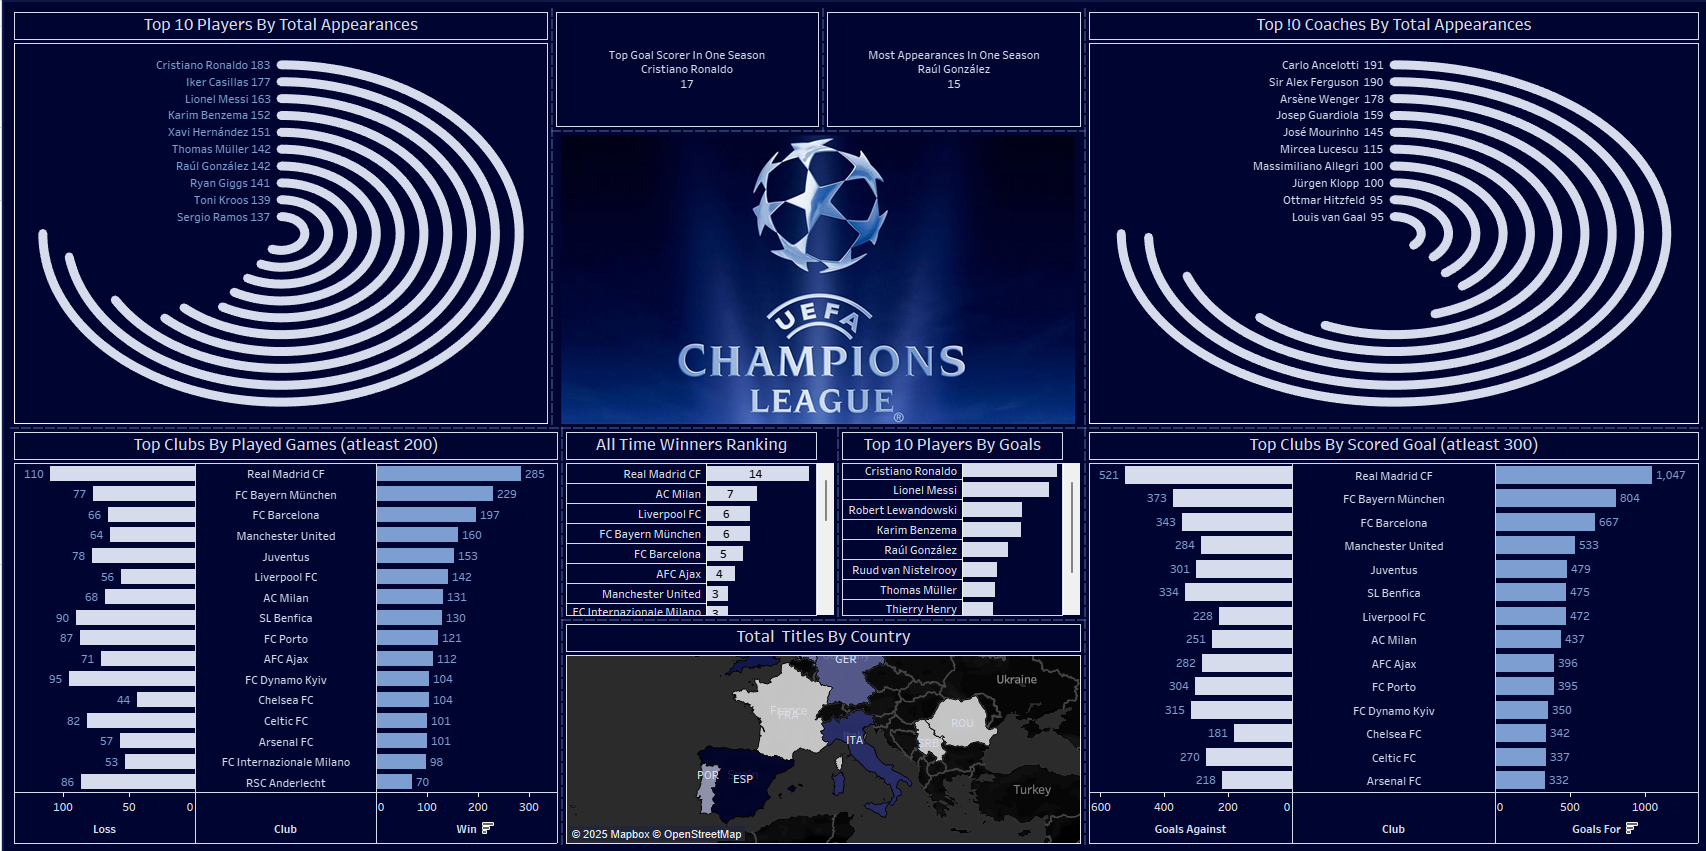 Top 10 Players By Total Appearances
Cristiano Ronaldo 183
Iker Casillas 177
Lionel Messi 163
Karim Benzema 152
Xavi Hernández 151
Thomas Müller 142
Raúl González 142
Ryan Giggs 141
Toni Kroos 139
Sergio Ramos 137
Top Goal Scorer In One Season
Cristiano Ronaldo
17
Most Appearances In One Season
Raúl González
15
UEFA
CHAMPIONS
LEAGUE®
Top !0 Coaches By Total Appearances
Carlo Ancelotti 191
Sir Alex Ferguson 190
Arsène Wenger 178
Josep Guardiola 159
José Mourinho 145
Mircea Lucescu 115
Massimiliano Allegri 100
Jürgen Klopp 100
Ottmar Hitzfeld 95
Louis van Gaal 95
Top Clubs By Played Games (atleast 200)
110 Real Madrid CF 285
77 FC Bayern München 229
66 FC Barcelona 197
64 Manchester United 160
78 Juventus 153
56 Liverpool FC 142
68 AC Milan 131
90 SL Benfica 130
87 FC Porto 121
71 AFC Ajax 112
95 FC Dynamo Kyiv 104
44 Chelsea FC 104
82 Celtic FC 101
57 Arsenal FC 101
53 FC Internazionale Milano 98
86 RSC Anderlecht 70
100 50 0 0 100 200 300
Loss Club Win
All Time Winners Ranking
Real Madrid CF 14
AC Milan 7
Liverpool FC 6
FC Bayern München 6
FC Barcelona 5
AFC Ajax 4
Manchester United 3
FC Internazionale Milano 3
Top 10 Players By Goals
Cristiano Ronaldo
Lionel Messi
Robert Lewandowski
Karim Benzema
Raúl González
Ruud van Nistelrooy
Thomas Müller
Thierry Henry
Total Titles By Country
GER
Ukraine
France
FRA
ROU
ITA
SRB
POR
ESP
Turkey
© 2025 Mapbox © OpenStreetMap
Top Clubs By Scored Goal (atleast 300)
521 Real Madrid CF 1,047
373 FC Bayern München 804
343 FC Barcelona 667
284 Manchester United 533
301 Juventus 479
334 SL Benfica 475
228 Liverpool FC 472
251 AC Milan 437
282 AFC Ajax 396
304 FC Porto 395
315 FC Dynamo Kyiv 350
181 Chelsea FC 342
270 Celtic FC 337
218 Arsenal FC 332
600 400 200 0 0 500 1000
Goals Against Club Goals For